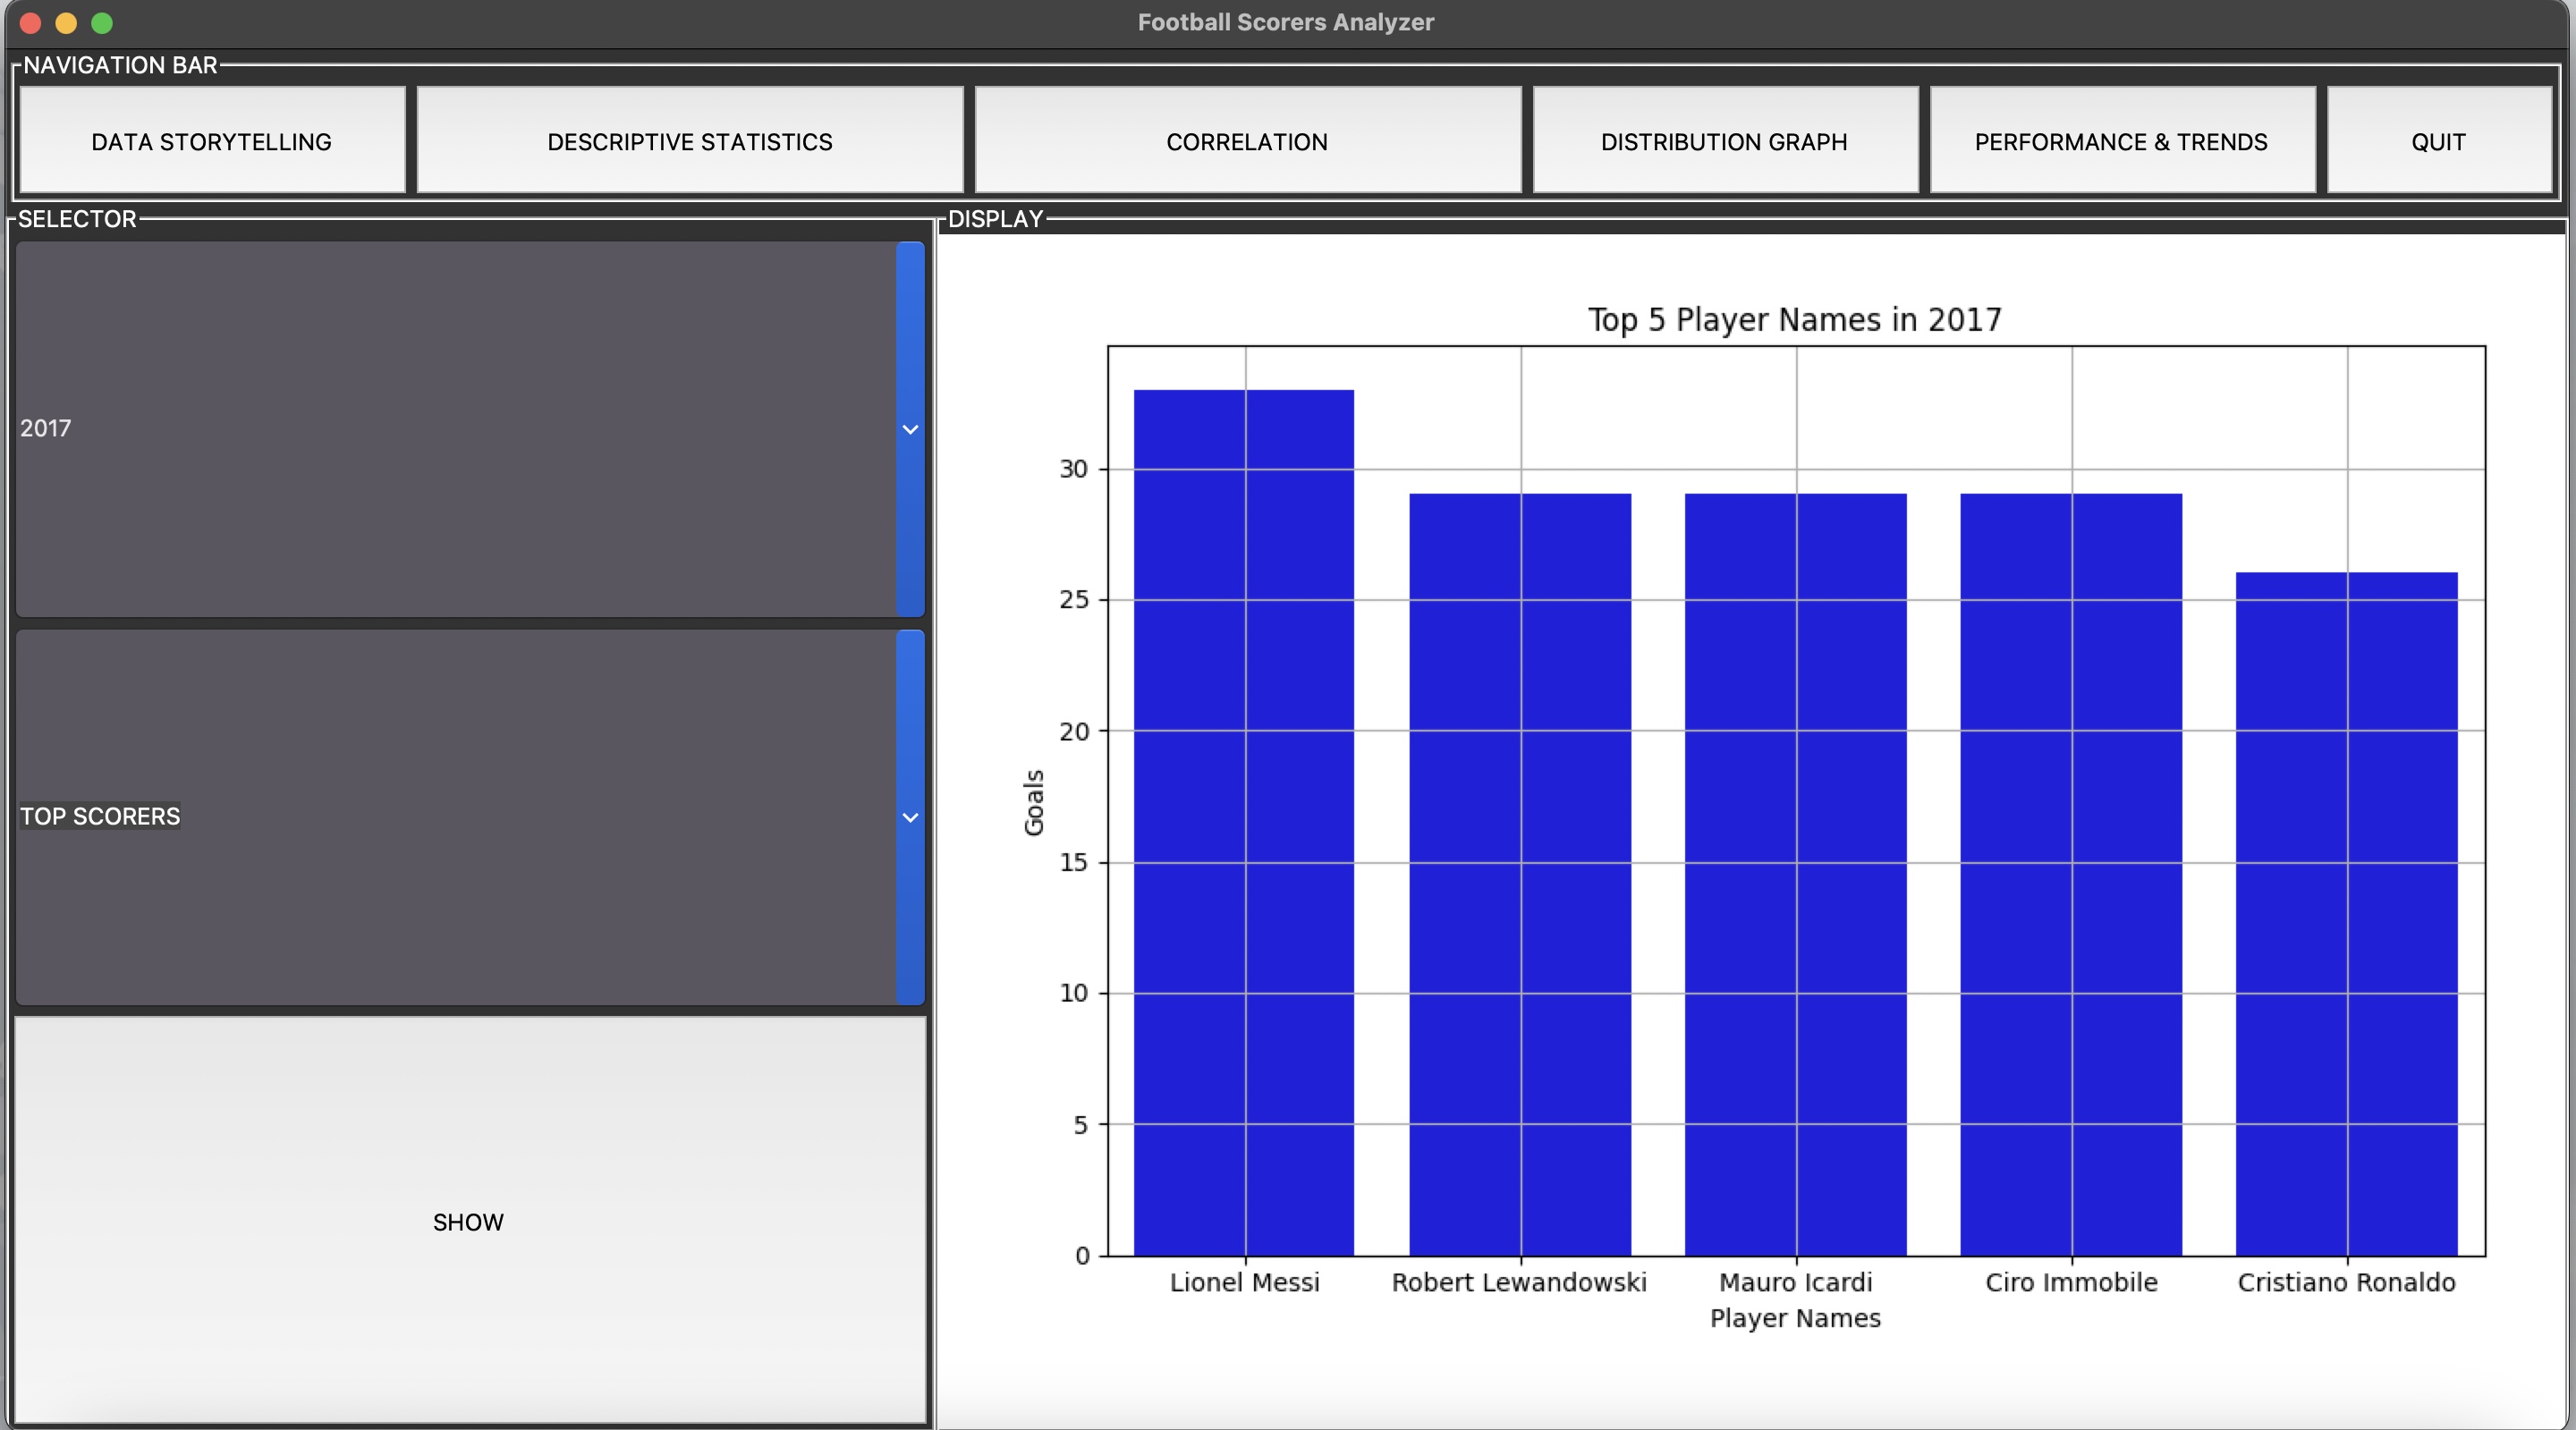 Football Scorers Analyzer
NAVIGATION BAR
DATA STORYTELLING
DESCRIPTIVE STATISTICS
CORRELATION
DISTRIBUTION GRAPH
PERFORMANCE & TRENDS
QUIT
SELECTOR
2017
TOP SCORERS
SHOW
DISPLAY
Top 5 Player Names in 2017
Goals
30
25
20
15
10
5
0
Lionel Messi
Robert Lewandowski
Mauro Icardi
Ciro Immobile
Cristiano Ronaldo
Player Names